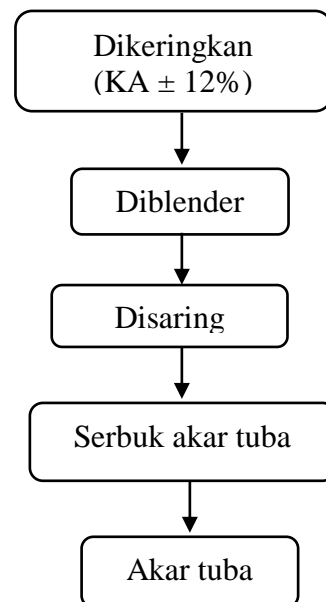 Dikeringkan
(KA ± 12%)
Diblender
Disaring
Serbuk akar tuba
Akar tuba